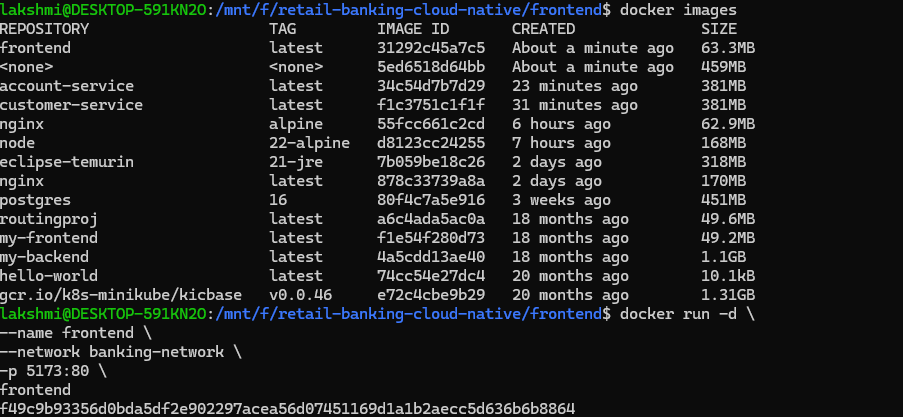 lakshmi@DESKTOP-591KN2O:/mnt/f/retail-banking-cloud-native/frontend$ docker images
REPOSITORY TAG IMAGE ID CREATED SIZE
frontend latest 31292c45a7c5 About a minute ago 63.3MB
<none> <none> 5ed6518d64bb About a minute ago 459MB
account-service latest 34c54d7b7d29 23 minutes ago 381MB
customer-service latest f1c3751c1f1f 31 minutes ago 381MB
nginx alpine 55fcc661c2cd 6 hours ago 62.9MB
node 22-alpine d8123cc24255 7 hours ago 168MB
eclipse-temurin 21-jre 7b059be18c26 2 days ago 318MB
nginx latest 878c33739a8a 2 days ago 170MB
postgres 16 80f4c7a5e916 3 weeks ago 451MB
routingproj latest a6c4ada5ac0a 18 months ago 49.6MB
my-frontend latest f1e54f280d73 18 months ago 49.2MB
my-backend latest 4a5cdd13ae40 18 months ago 1.1GB
hello-world latest 74cc54e27dc4 20 months ago 10.1kB
gcr.io/k8s-minikube/kicbase v0.0.46 e72c4cbe9b29 20 months ago 1.31GB
lakshmi@DESKTOP-591KN2O:/mnt/f/retail-banking-cloud-native/frontend$ docker run -d \
--name frontend \
--network banking-network \
-p 5173:80 \
frontend
f49c9b93356d0bda5df2e902297acea56d07451169d1a1b2aecc5d636b6b8864